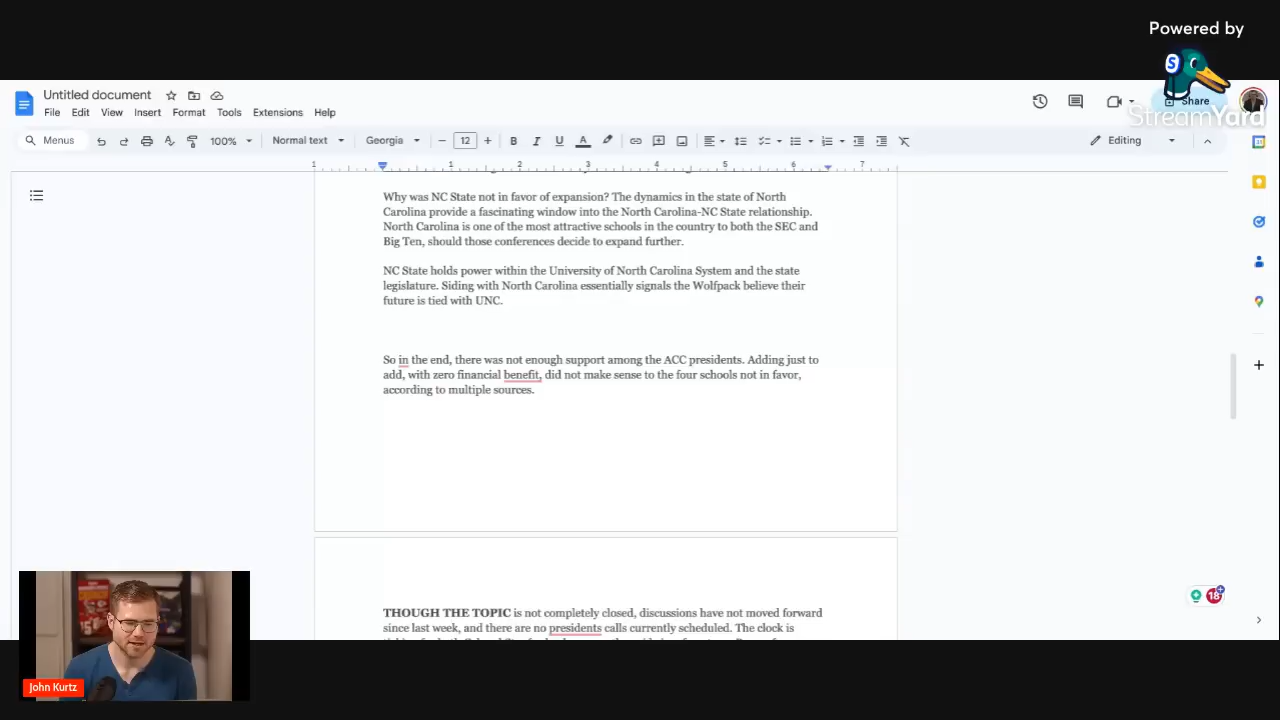 Powered by
StreamYard
Untitled document
Share
File Edit View Insert Format Tools Extensions Help
Menus 100% Normal text Georgia 12 Editing
1 1 2 3 4 5 6 7
Why was NC State not in favor of expansion? The dynamics in the state of North
Carolina provide a fascinating window into the North Carolina-NC State relationship.
North Carolina is one of the most attractive schools in the country to both the SEC and
Big Ten, should those conferences decide to expand further.
NC State holds power within the University of North Carolina System and the state
legislature. Siding with North Carolina essentially signals the Wolfpack believe their
future is tied with UNC.
So in the end, there was not enough support among the ACC presidents. Adding just to
add, with zero financial benefit, did not make sense to the four schools not in favor,
according to multiple sources.
THOUGH THE TOPIC is not completely closed, discussions have not moved forward
since last week, and there are no presidents calls currently scheduled. The clock is
18
John Kurtz